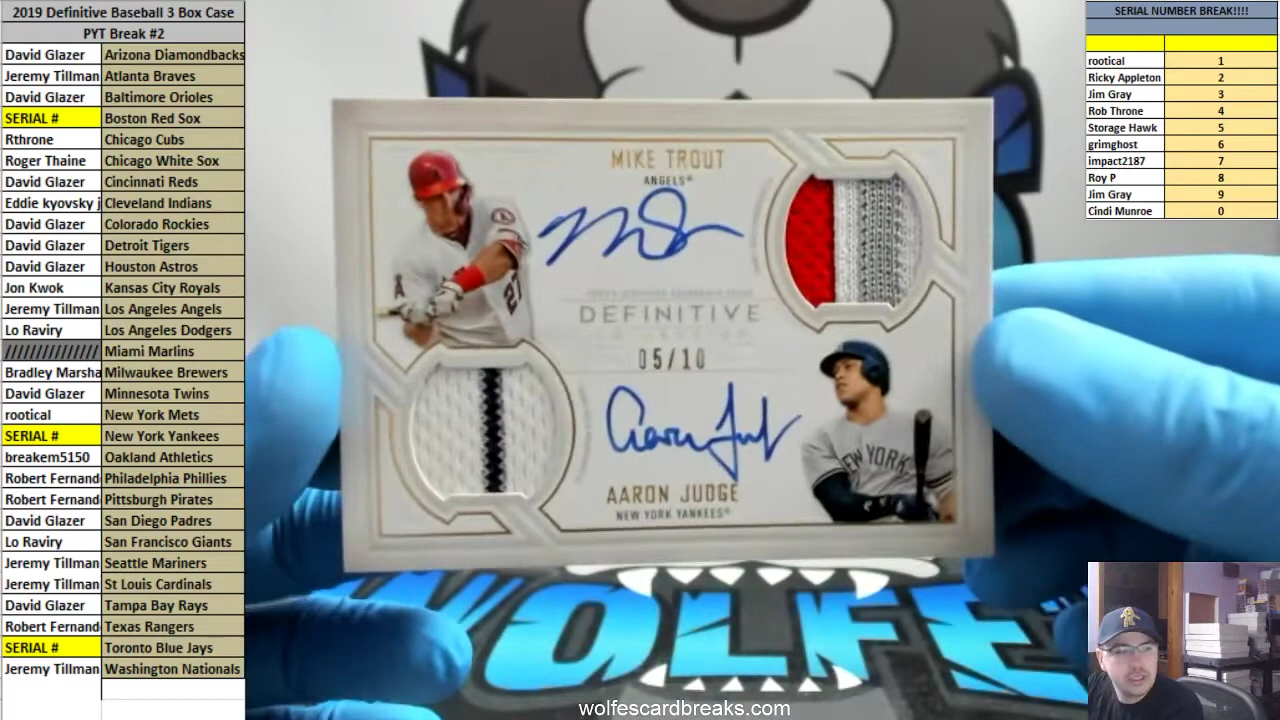 2019 Definitive Baseball 3 Box Case
PYT Break #2
David Glazer Arizona Diamondbacks
Jeremy Tillman Atlanta Braves
David Glazer Baltimore Orioles
SERIAL # Boston Red Sox
Rthrone Chicago Cubs
Roger Thaine Chicago White Sox
David Glazer Cincinnati Reds
Eddie kyovsky j Cleveland Indians
David Glazer Colorado Rockies
David Glazer Detroit Tigers
David Glazer Houston Astros
Jon Kwok Kansas City Royals
Jeremy Tillman Los Angeles Angels
Lo Raviry Los Angeles Dodgers
/////////////// Miami Marlins
Bradley Marsha Milwaukee Brewers
David Glazer Minnesota Twins
rootical New York Mets
SERIAL # New York Yankees
breakem5150 Oakland Athletics
Robert Fernand Philadelphia Phillies
Robert Fernand Pittsburgh Pirates
David Glazer San Diego Padres
Lo Raviry San Francisco Giants
Jeremy Tillman Seattle Mariners
Jeremy Tillman St Louis Cardinals
David Glazer Tampa Bay Rays
Robert Fernand Texas Rangers
SERIAL # Toronto Blue Jays
Jeremy Tillman Washington Nationals
MIKE TROUT
ANGELS®
27
DEFINITIVE
05/10
Aaron Judge
NEW YORK
AARON JUDGE
NEW YORK YANKEES®
WOLFE
wolfescardbreaks.com
SERIAL NUMBER BREAK!!!!
rootical 1
Ricky Appleton 2
Jim Gray 3
Rob Throne 4
Storage Hawk 5
grimghost 6
impact2187 7
Roy P 8
Jim Gray 9
Cindi Munroe 0